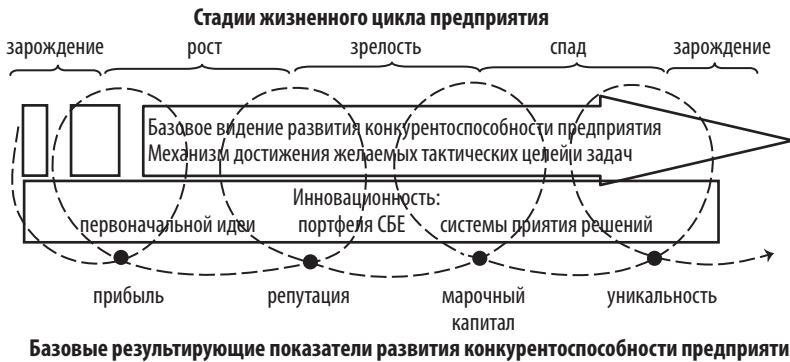 Стадии жизненного цикла предприятия
зарождение рост зрелость спад зарождение
Базовое видение развития конкурентоспособности предприятия
Механизм достижения желаемых тактических целей и задач
Инновационность:
первоначальной идеи портфеля СБЕ системы приятия решений
прибыль репутация марочный уникальность
капитал
Базовые результирующие показатели развития конкурентоспособности предприяти